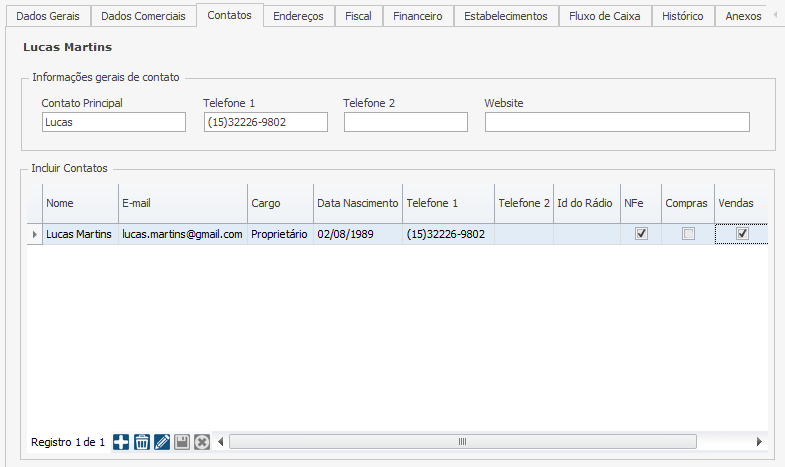 Dados Gerais Dados Comerciais Contatos Endereços Fiscal Financeiro Estabelecimentos Fluxo de Caixa Histórico Anexos
Lucas Martins
Informações gerais de contato
Contato Principal Telefone 1 Telefone 2 Website
Lucas (15)32226-9802
Incluir Contatos
Nome E-mail Cargo Data Nascimento Telefone 1 Telefone 2 Id do Rádio NFe Compras Vendas
Lucas Martins lucas.martins@gmail.com Proprietário 02/08/1989 (15)32226-9802
Registro 1 de 1